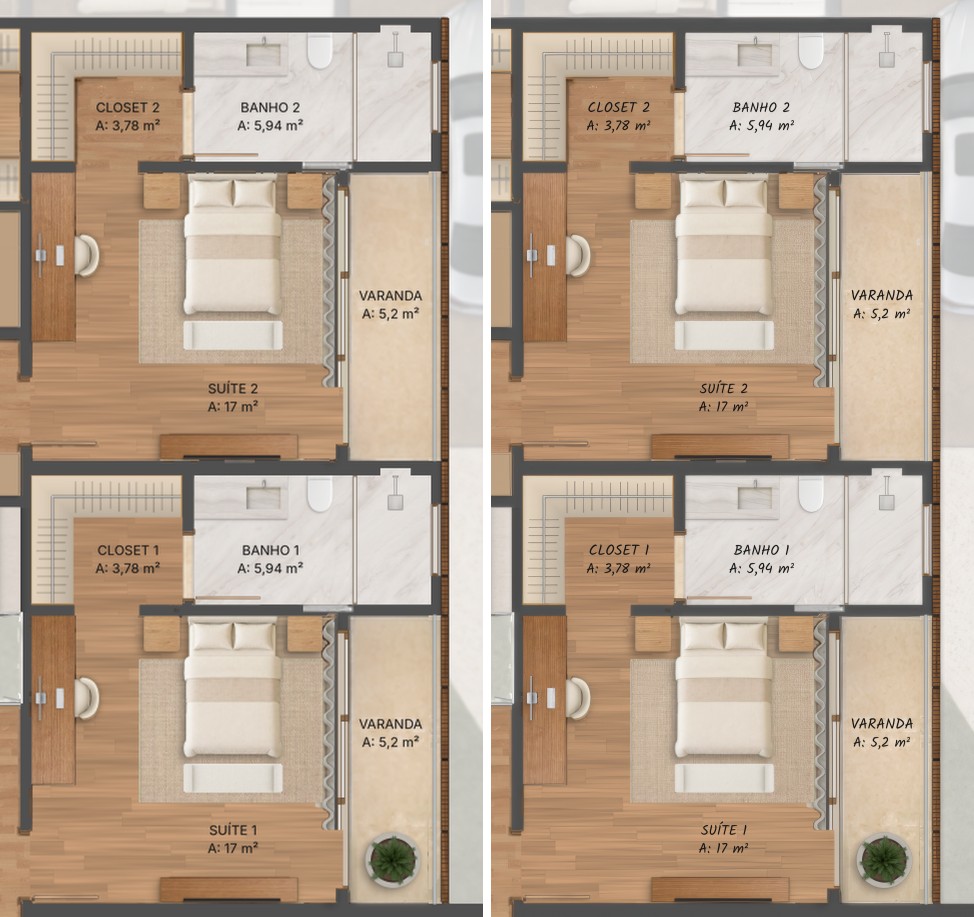 CLOSET 2
A: 3,78 m²
BANHO 2
A: 5,94 m²
VARANDA
A: 5,2 m²
SUÍTE 2
A: 17 m²
CLOSET 1
A: 3,78 m²
BANHO 1
A: 5,94 m²
VARANDA
A: 5,2 m²
SUÍTE 1
A: 17 m²
CLOSET 2
A: 3,78 m²
BANHO 2
A: 5,94 m²
VARANDA
A: 5,2 m²
SUÍTE 2
A: 17 m²
CLOSET 1
A: 3,78 m²
BANHO 1
A: 5,94 m²
VARANDA
A: 5,2 m²
SUÍTE 1
A: 17 m²